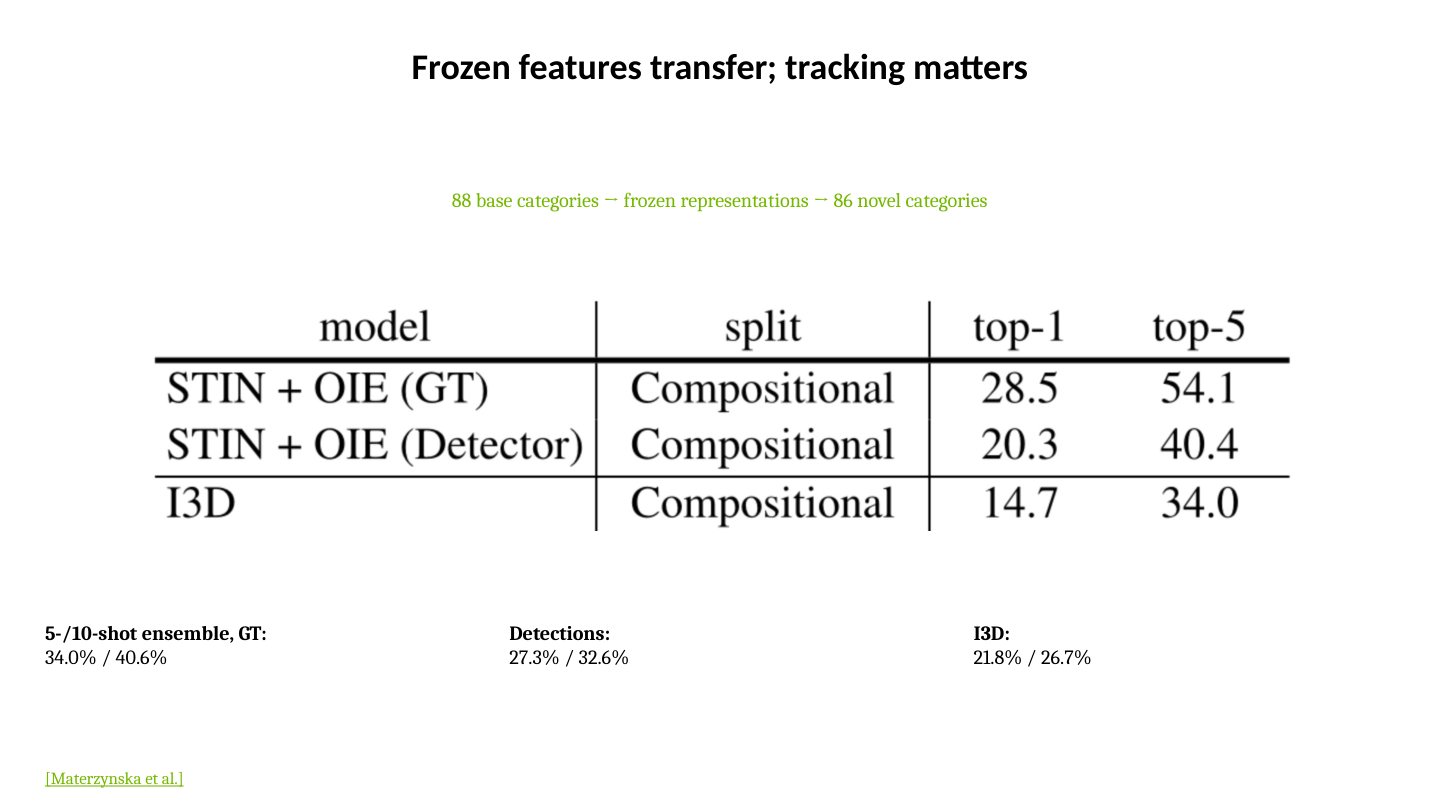 Frozen features transfer; tracking matters
88 base categories → frozen representations → 86 novel categories
model split top-1 top-5
STIN + OIE (GT) Compositional 28.5 54.1
STIN + OIE (Detector) Compositional 20.3 40.4
I3D Compositional 14.7 34.0
5-/10-shot ensemble, GT:
34.0% / 40.6%
Detections:
27.3% / 32.6%
I3D:
21.8% / 26.7%
[Materzynska et al.]